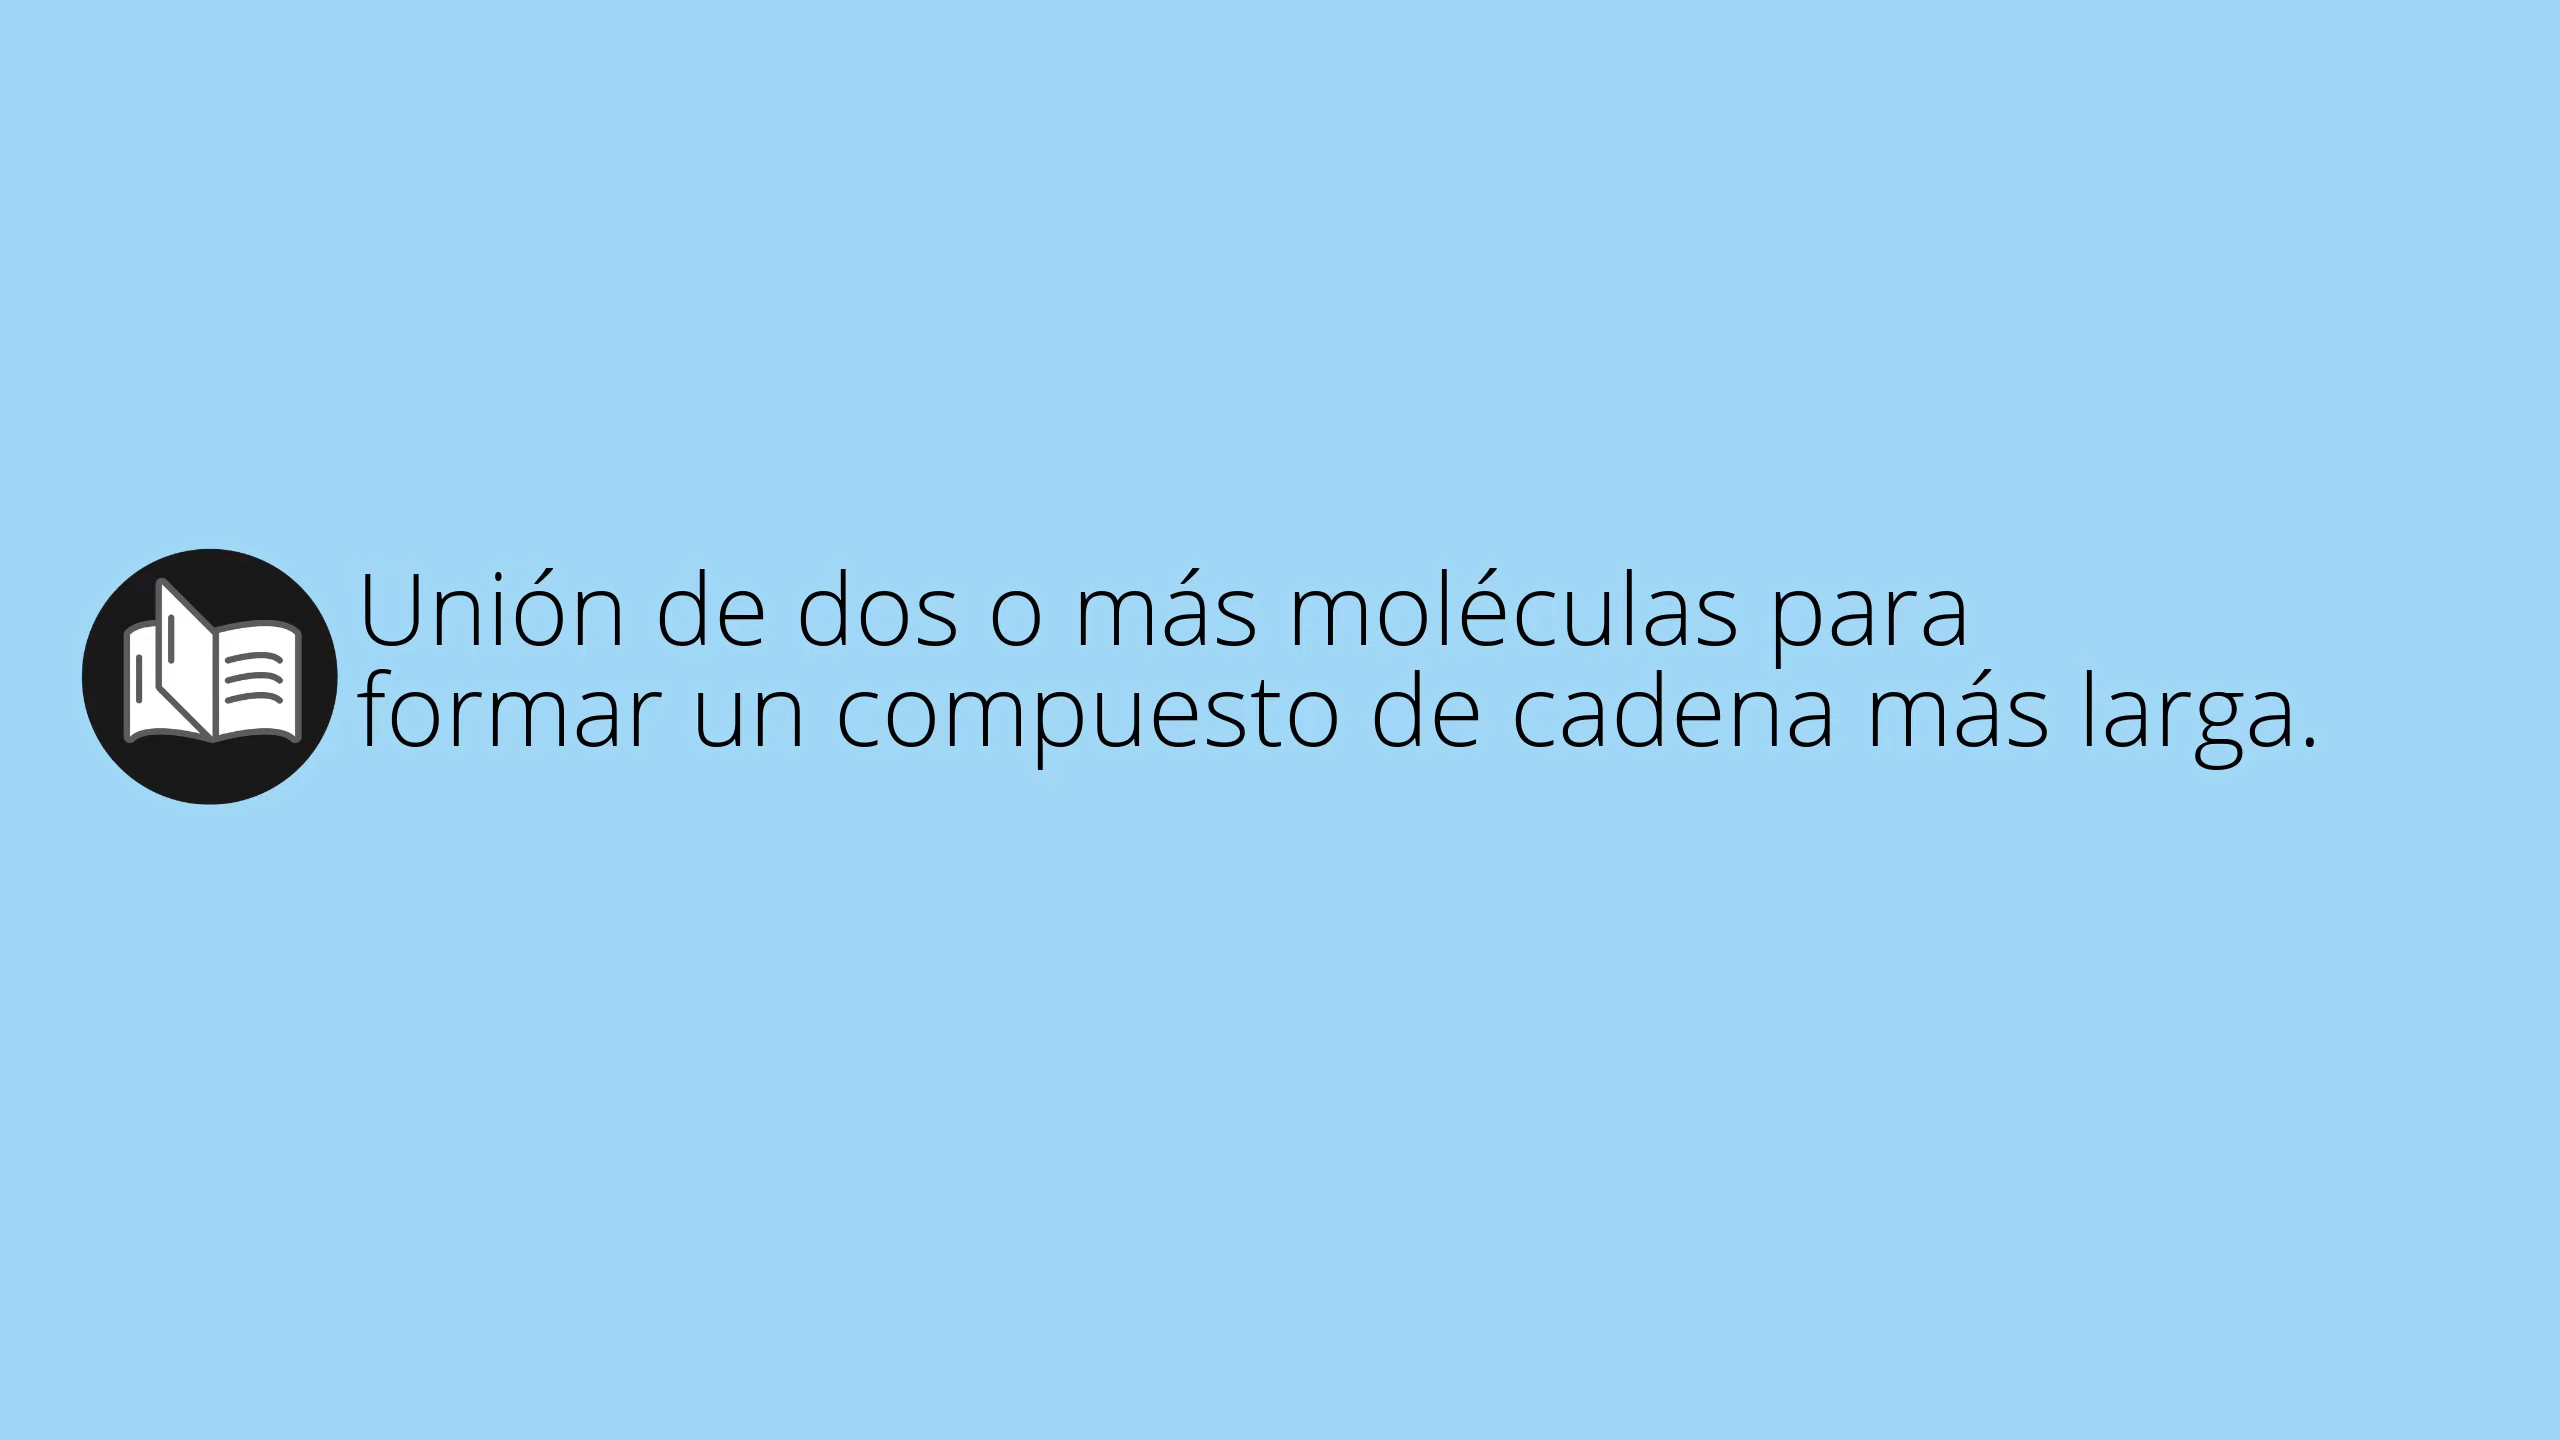 Unión de dos o más moléculas para
formar un compuesto de cadena más larga.